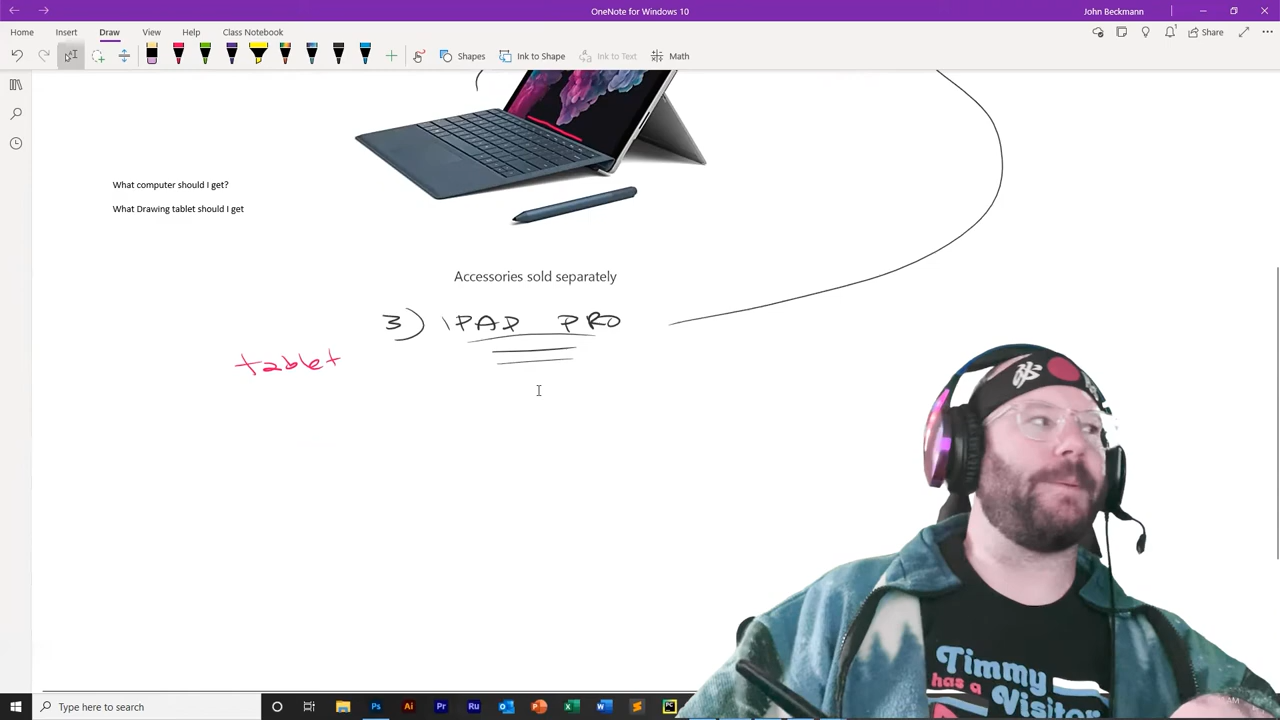 OneNote for Windows 10
John Beckmann
Home Insert Draw View Help Class Notebook
Share
Shapes Ink to Shape Ink to Text Math
What computer should I get?
What Drawing tablet should I get
Accessories sold separately
3) IPAD PRO
tablet
Timmy
has a
Visitor
Type here to search